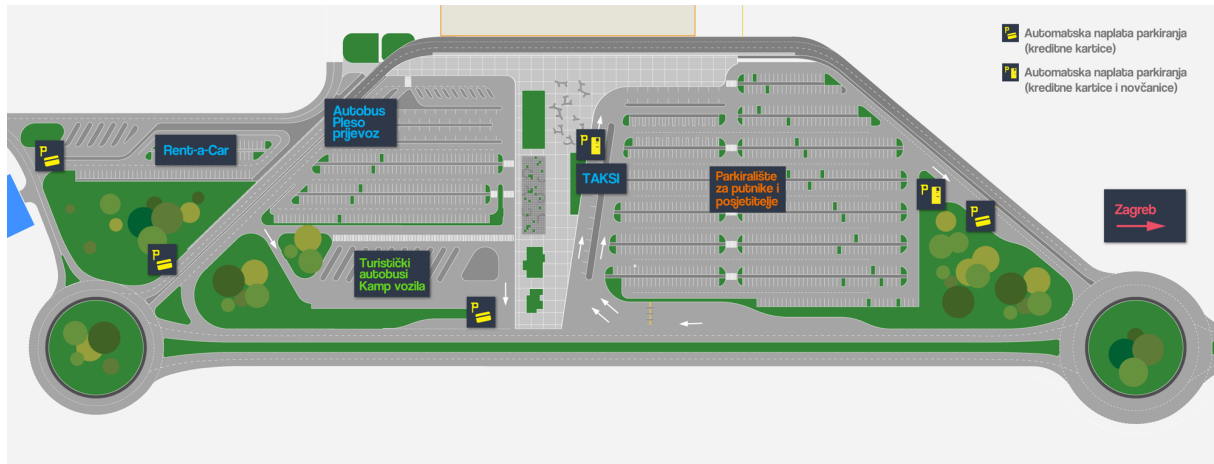 Automatska naplata parkiranja
(kreditne kartice)
Automatska naplata parkiranja
(kreditne kartice i novčanice)
Autobus
Pleso
prijevoz
Rent-a-Car
P
P
TAKSI
Parkiralište
za putnike i
posjetitelje
P
P
Zagreb
P
Turistički
autobusi
Kamp vozila
P